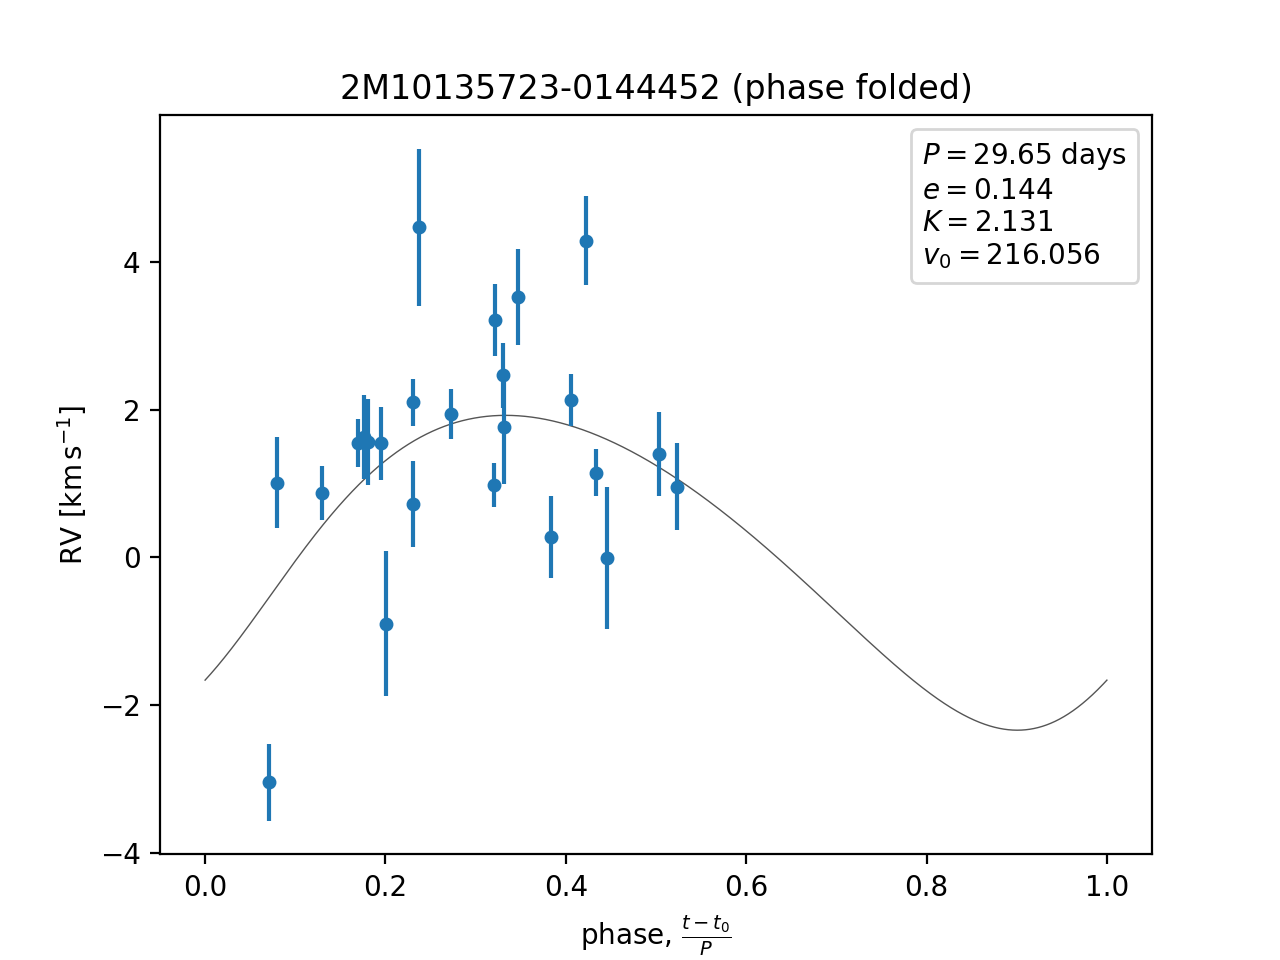 2M10135723-0144452 (phase folded)
P = 29.65 days
e = 0.144
K = 2.131
v₀ = 216.056
RV [km s⁻¹]
4
2
0
−2
−4
0.0 0.2 0.4 0.6 0.8 1.0
phase, (t − t₀)/P